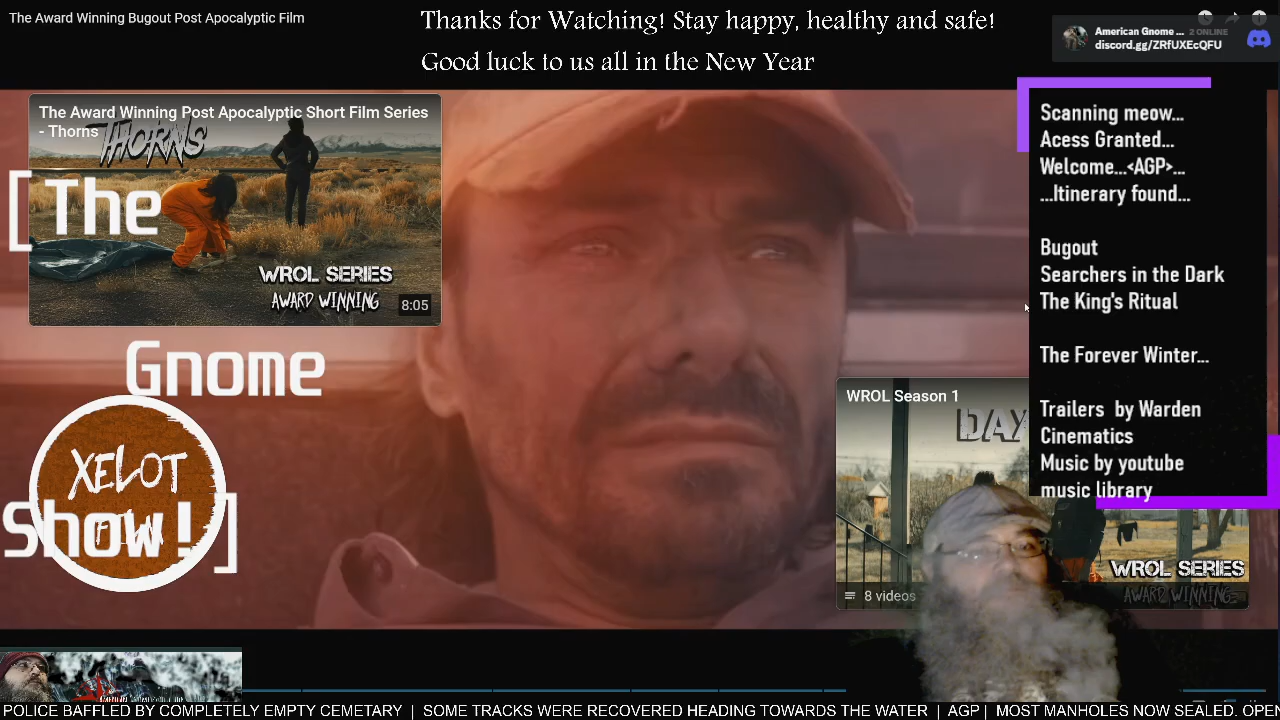 The Award Winning Bugout Post Apocalyptic Film
Thanks for Watching! Stay happy, healthy and safe!
Good luck to us all in the New Year
American Gnome ... 2 ONLINE
discord.gg/ZRfUXEcQFU
The Award Winning Post Apocalyptic Short Film Series
- Thorns
THORNS
WROL SERIES
AWARD WINNING
8:05
[The
Gnome
Show!]
XELOT
FILM
Scanning meow...
Acess Granted...
Welcome...<AGP>...
...Itinerary found...
Bugout
Searchers in the Dark
The King's Ritual
The Forever Winter...
Trailers by Warden
Cinematics
Music by youtube
music library
WROL Season 1
DAY
WROL SERIES
AWARD WINNING
8 videos
POLICE BAFFLED BY COMPLETELY EMPTY CEMETARY | SOME TRACKS WERE RECOVERED HEADING TOWARDS THE WATER | AGP | MOST MANHOLES NOW SEALED. OPEN